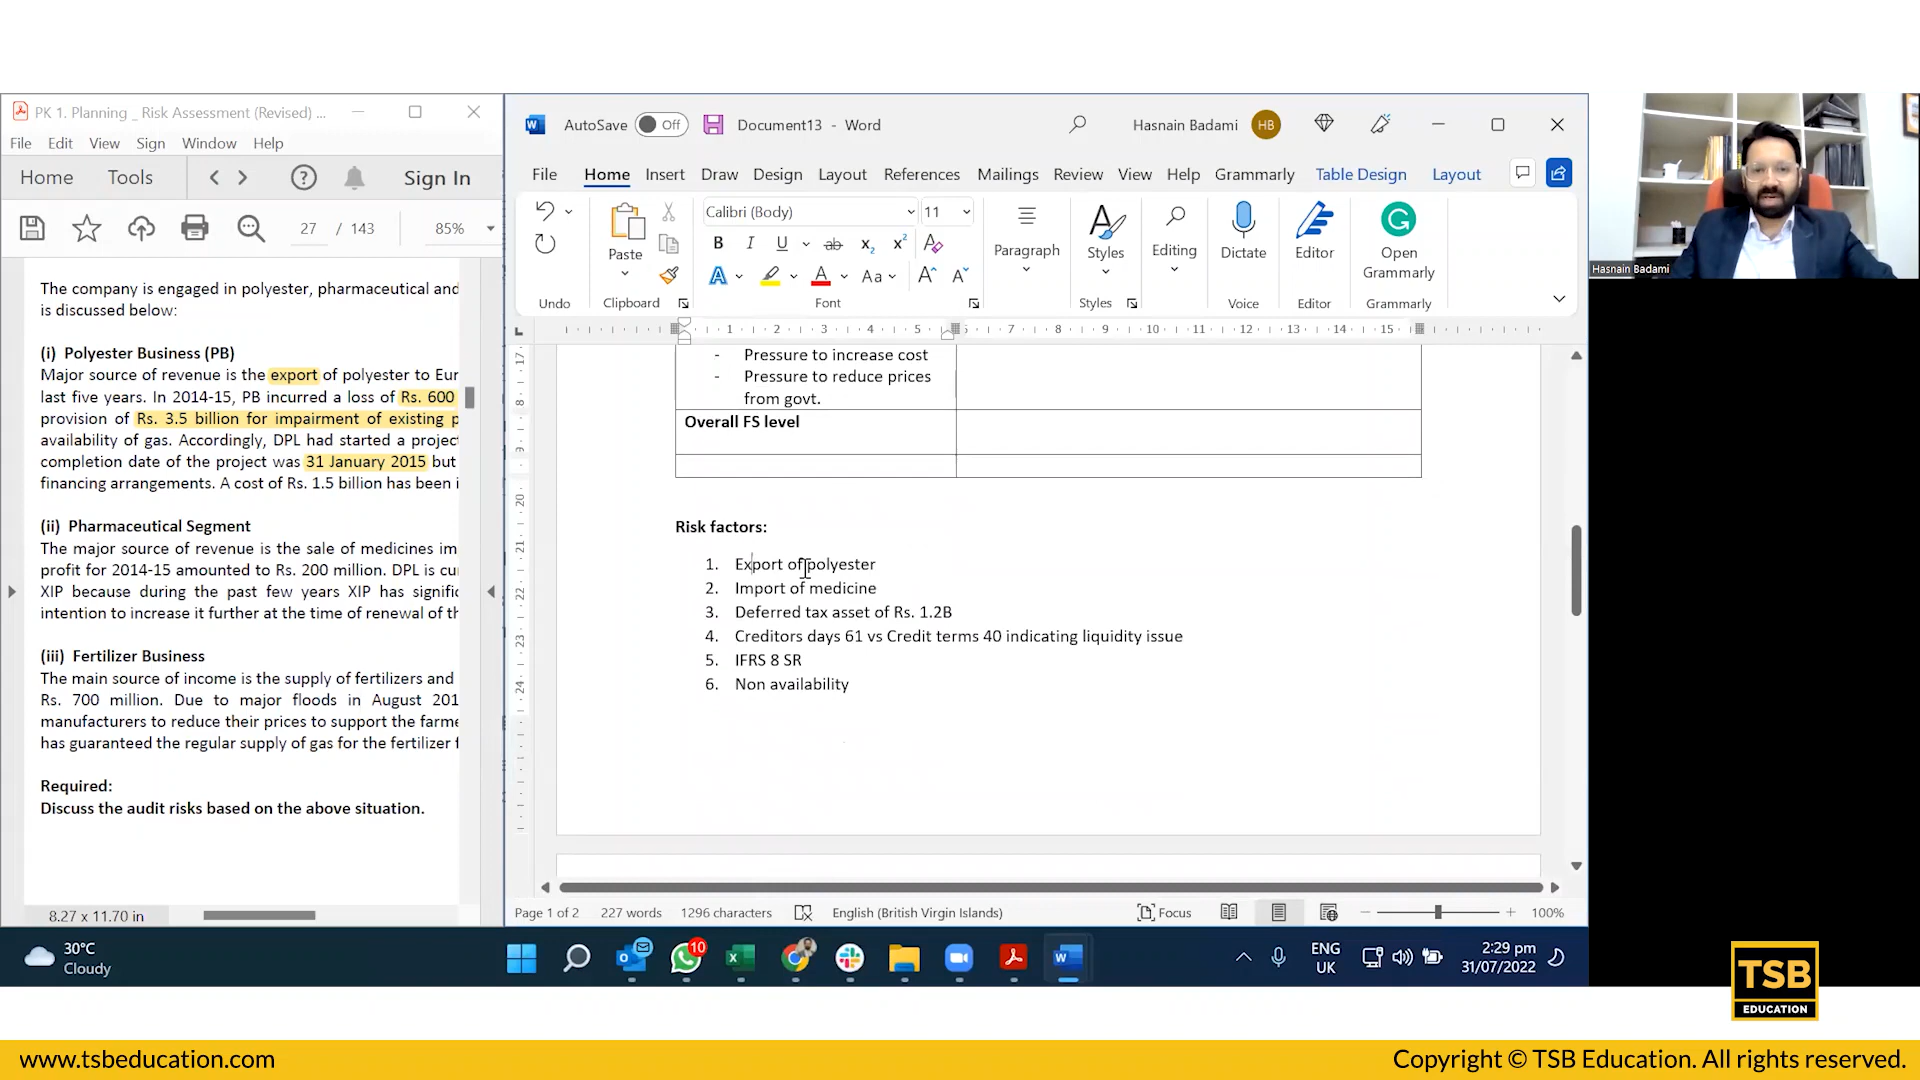 PK 1. Planning _ Risk Assessment (Revised) ...
File Edit View Sign Window Help
Home Tools Sign In
27 / 143 85%
The company is engaged in polyester, pharmaceutical and
is discussed below:
(i) Polyester Business (PB)
Major source of revenue is the export of polyester to Eur
last five years. In 2014-15, PB incurred a loss of Rs. 600
provision of Rs. 3.5 billion for impairment of existing p
availability of gas. Accordingly, DPL had started a project
completion date of the project was 31 January 2015 but
financing arrangements. A cost of Rs. 1.5 billion has been i
(ii) Pharmaceutical Segment
The major source of revenue is the sale of medicines im
profit for 2014-15 amounted to Rs. 200 million. DPL is cu
XIP because during the past few years XIP has signific
intention to increase it further at the time of renewal of th
(iii) Fertilizer Business
The main source of income is the supply of fertilizers and
Rs. 700 million. Due to major floods in August 201
manufacturers to reduce their prices to support the farme
has guaranteed the regular supply of gas for the fertilizer f
Required:
Discuss the audit risks based on the above situation.
8.27 x 11.70 in
AutoSave Off Document13 - Word Hasnain Badami HB
File Home Insert Draw Design Layout References Mailings Review View Help Grammarly Table Design Layout
Calibri (Body) 11
Paste Paragraph Styles Editing Dictate Editor Open Grammarly
Undo Clipboard Font Styles Voice Editor Grammarly
1 2 3 4 5 6 7 8 9 10 11 12 13 14 15
- Pressure to increase cost
- Pressure to reduce prices
from govt.
Overall FS level
Risk factors:
1. Export of polyester
2. Import of medicine
3. Deferred tax asset of Rs. 1.2B
4. Creditors days 61 vs Credit terms 40 indicating liquidity issue
5. IFRS 8 SR
6. Non availability
Page 1 of 2 227 words 1296 characters English (British Virgin Islands) Focus 100%
Hasnain Badami
30°C
Cloudy
10
ENG
UK
2:29 pm
31/07/2022
TSB
EDUCATION
www.tsbeducation.com
Copyright © TSB Education. All rights reserved.